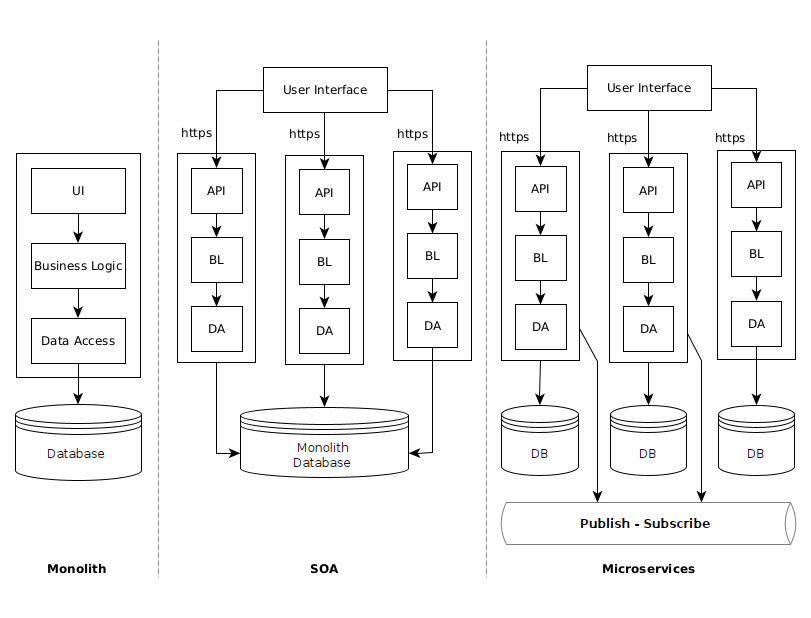 UI
Business Logic
Data Access
Database
Monolith
User Interface
https
https
https
API
BL
DA
API
BL
DA
API
BL
DA
Monolith
Database
SOA
User Interface
https
https
https
API
BL
DA
API
BL
DA
API
BL
DA
DB
DB
DB
Publish - Subscribe
Microservices